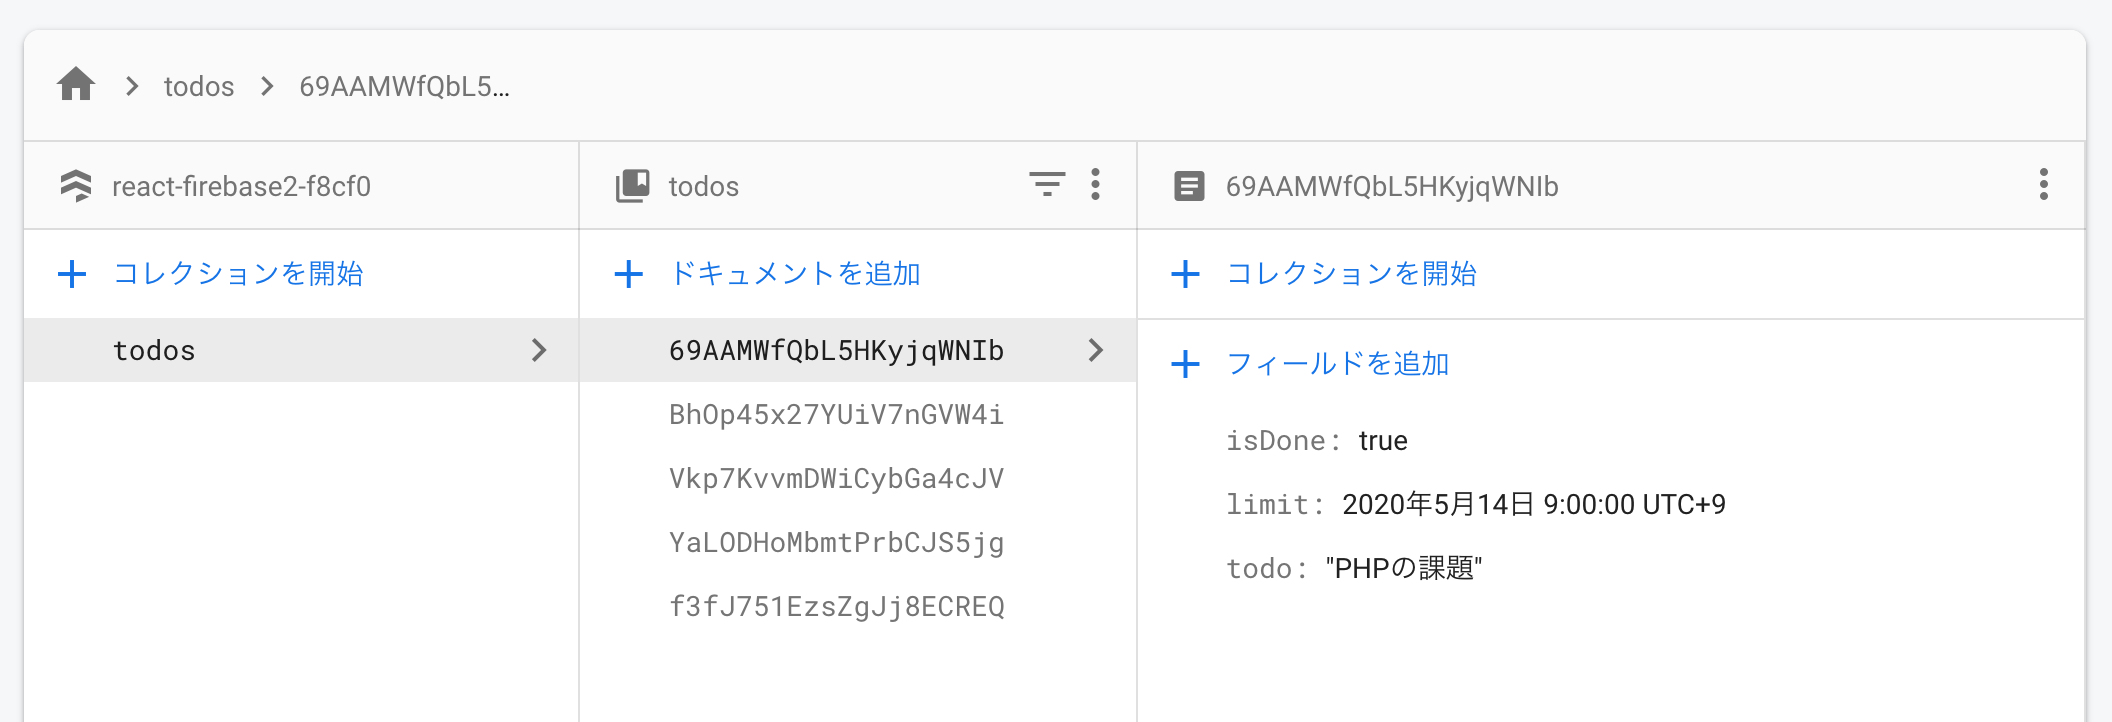 todos
69AAMWfQbL5...
react-firebase2-f8cf0
コレクションを開始
todos
todos
ドキュメントを追加
69AAMWfQbL5HKyjqWNIb
BhOp45x27YUiV7nGVW4i
Vkp7KvvmDWiCybGa4cJV
YaLODHoMbmtPrbCJS5jg
f3fJ751EzsZgJj8ECREQ
69AAMWfQbL5HKyjqWNIb
コレクションを開始
フィールドを追加
isDone: true
limit: 2020年5月14日 9:00:00 UTC+9
todo: "PHPの課題"